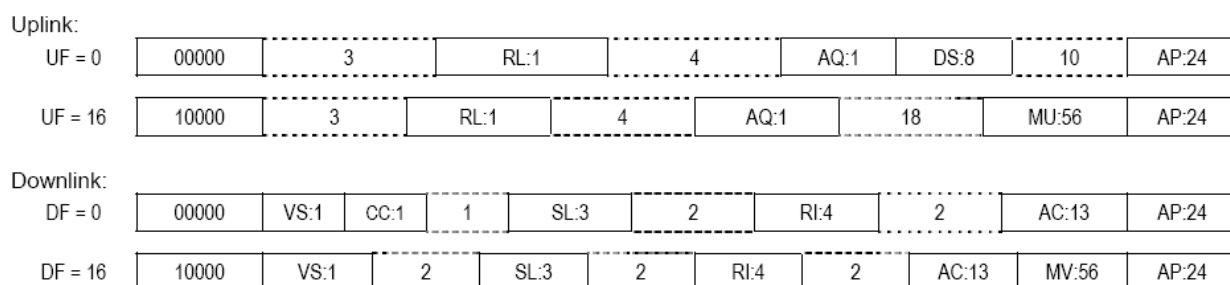 Uplink:
UF = 0 00000 3 RL:1 4 AQ:1 DS:8 10 AP:24
UF = 16 10000 3 RL:1 4 AQ:1 18 MU:56 AP:24
Downlink:
DF = 0 00000 VS:1 CC:1 1 SL:3 2 RI:4 2 AC:13 AP:24
DF = 16 10000 VS:1 2 SL:3 2 RI:4 2 AC:13 MV:56 AP:24